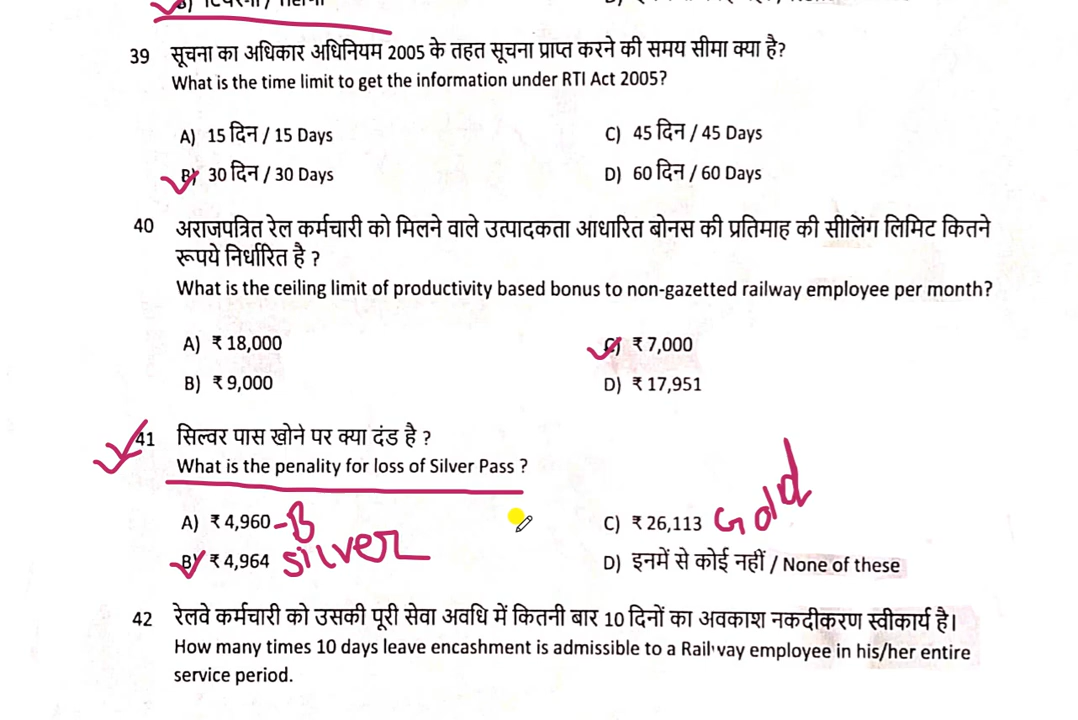 39 सूचना का अधिकार अधिनियम 2005 के तहत सूचना प्राप्त करने की समय सीमा क्या है?
What is the time limit to get the information under RTI Act 2005?
A) 15 दिन / 15 Days
C) 45 दिन / 45 Days
B) 30 दिन / 30 Days
D) 60 दिन / 60 Days
40 अराजपत्रित रेल कर्मचारी को मिलने वाले उत्पादकता आधारित बोनस की प्रतिमाह की सीलिंग लिमिट कितने
रूपये निर्धारित है ?
What is the ceiling limit of productivity based bonus to non-gazetted railway employee per month?
A) ₹ 18,000
C) ₹ 7,000
B) ₹ 9,000
D) ₹ 17,951
41 सिल्वर पास खोने पर क्या दंड है ?
What is the penality for loss of Silver Pass ?
A) ₹ 4,960 -B
C) ₹ 26,113 Gold
B) ₹ 4,964 Silver
D) इनमें से कोई नहीं / None of these
42 रेलवे कर्मचारी को उसकी पूरी सेवा अवधि में कितनी बार 10 दिनों का अवकाश नकदीकरण स्वीकार्य है।
How many times 10 days leave encashment is admissible to a Railway employee in his/her entire
service period.